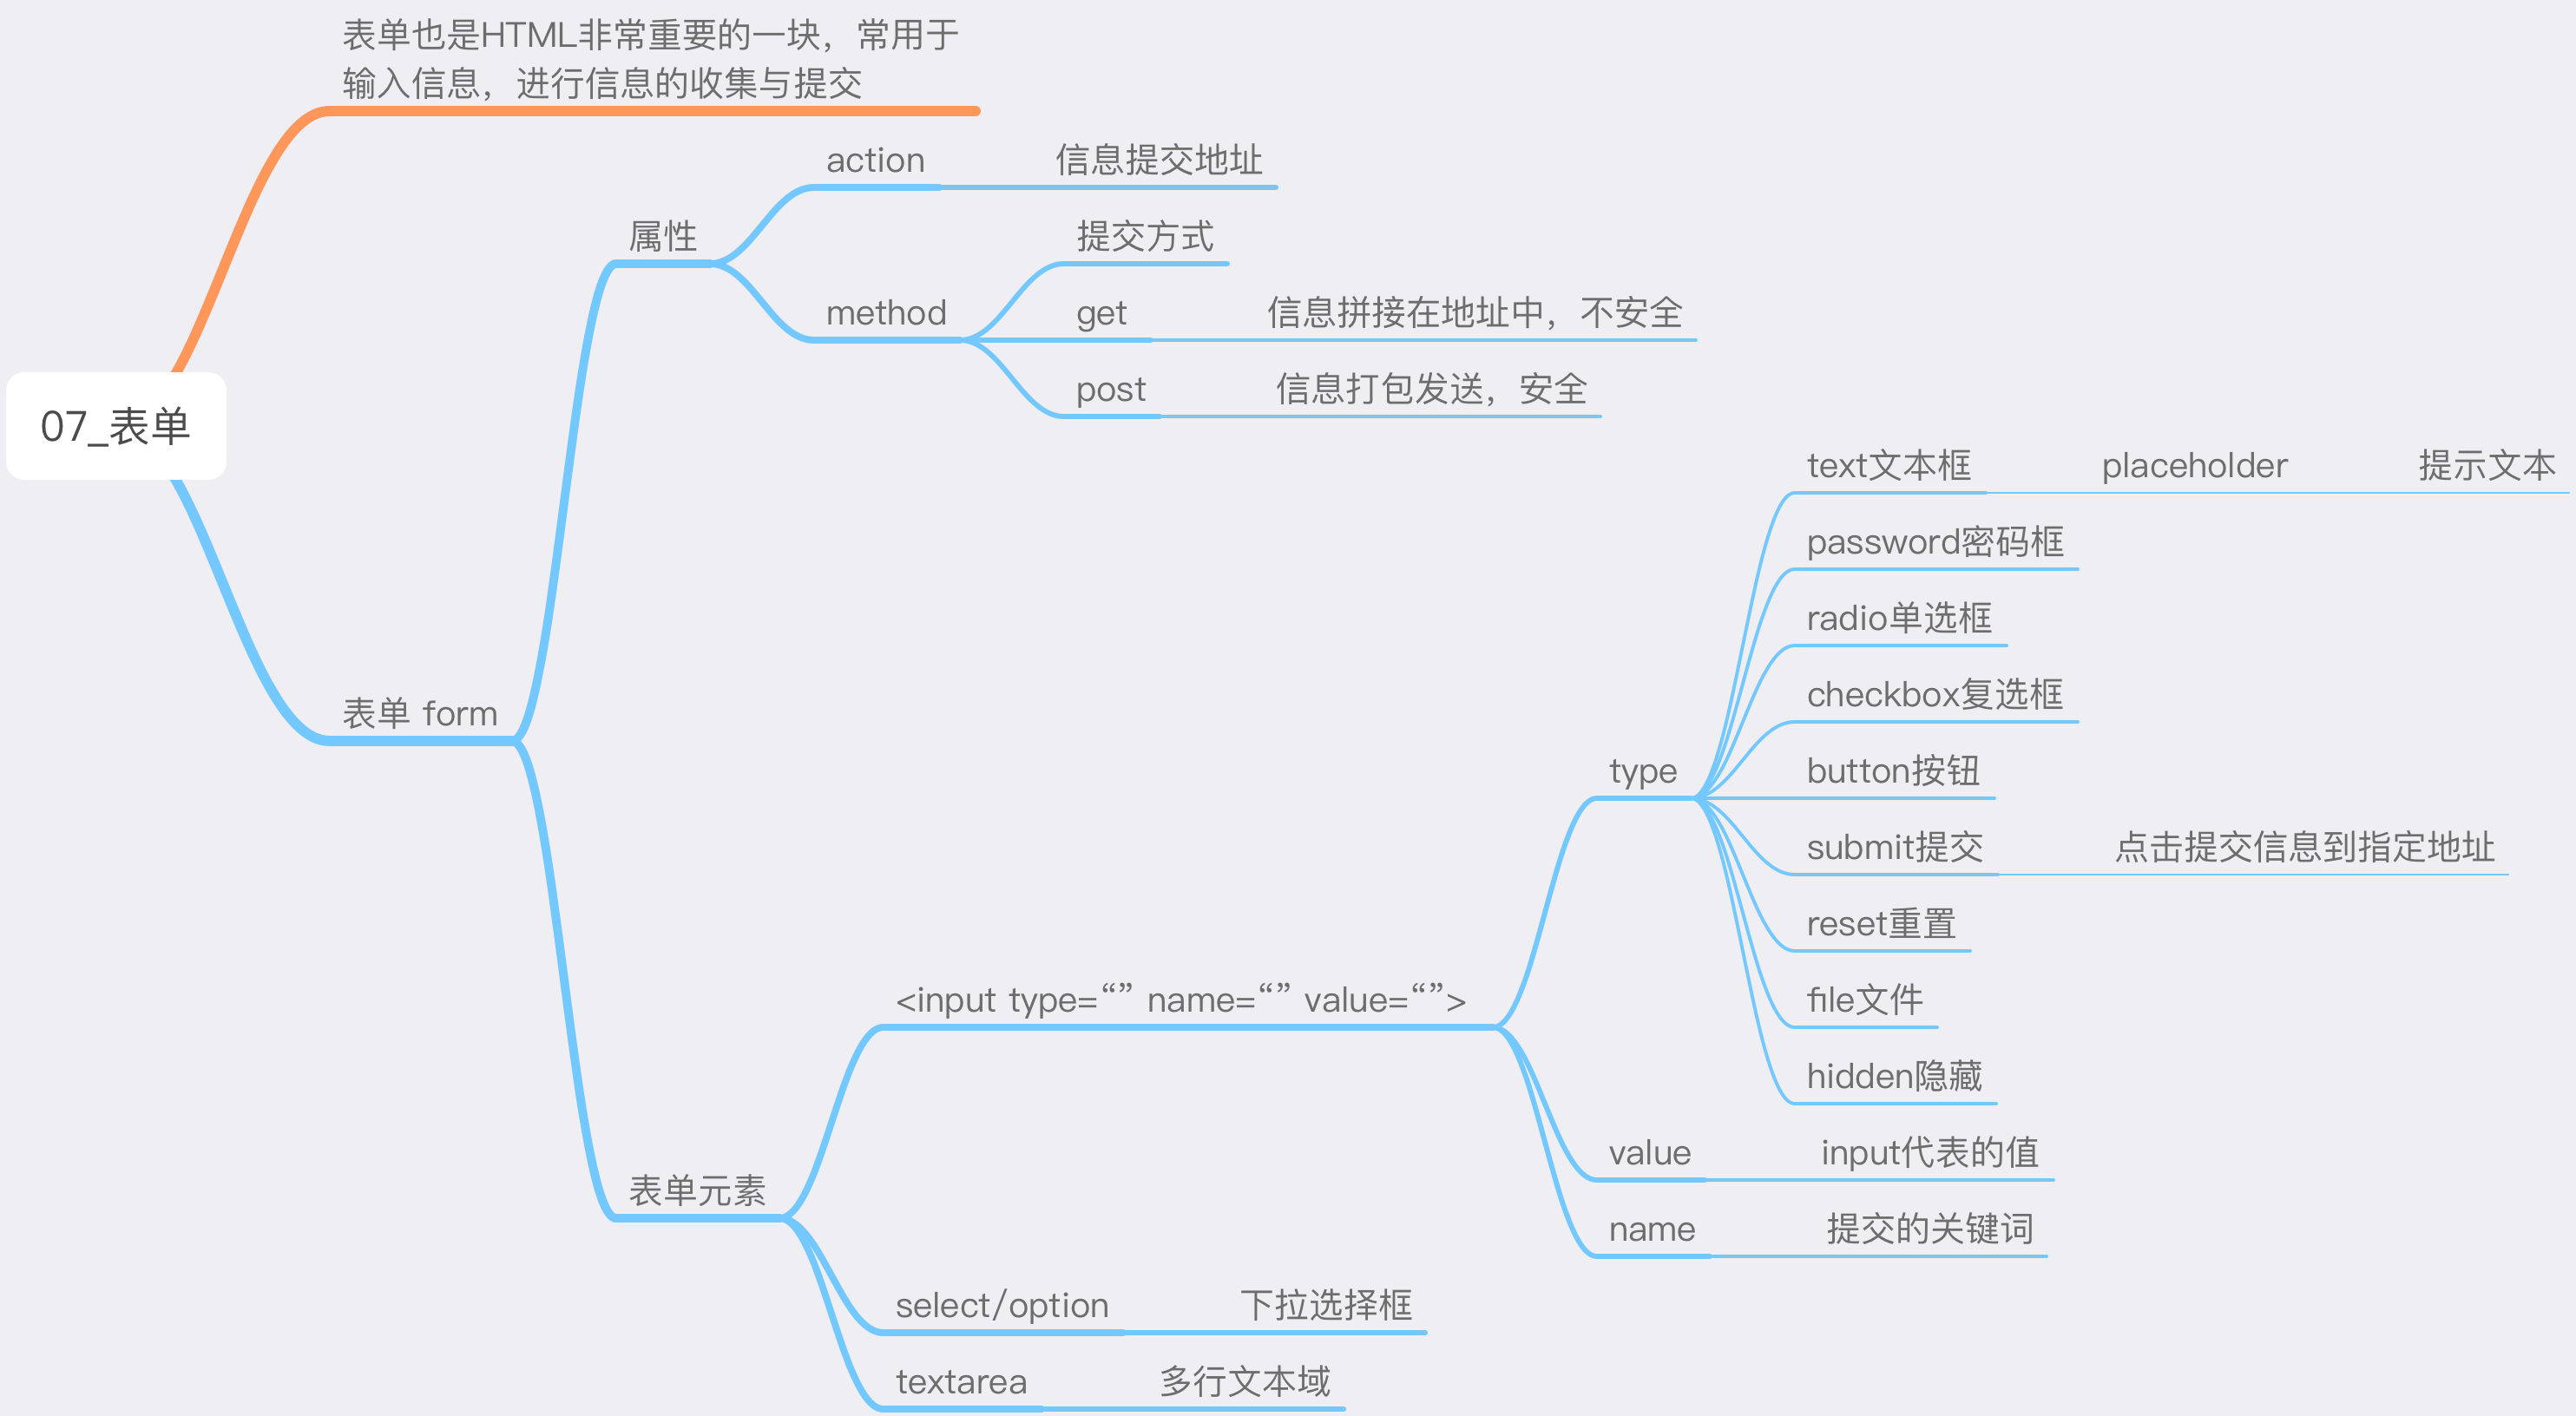 表单也是HTML非常重要的一块，常用于
输入信息，进行信息的收集与提交
action 信息提交地址
属性 提交方式
method get 信息拼接在地址中，不安全
post 信息打包发送，安全
07_表单
text文本框 placeholder 提示文本
password密码框
radio单选框
checkbox复选框
表单 form
type button按钮
submit提交 点击提交信息到指定地址
reset重置
<input type=“” name=“” value=“”> file文件
hidden隐藏
value input代表的值
表单元素
name 提交的关键词
select/option 下拉选择框
textarea 多行文本域